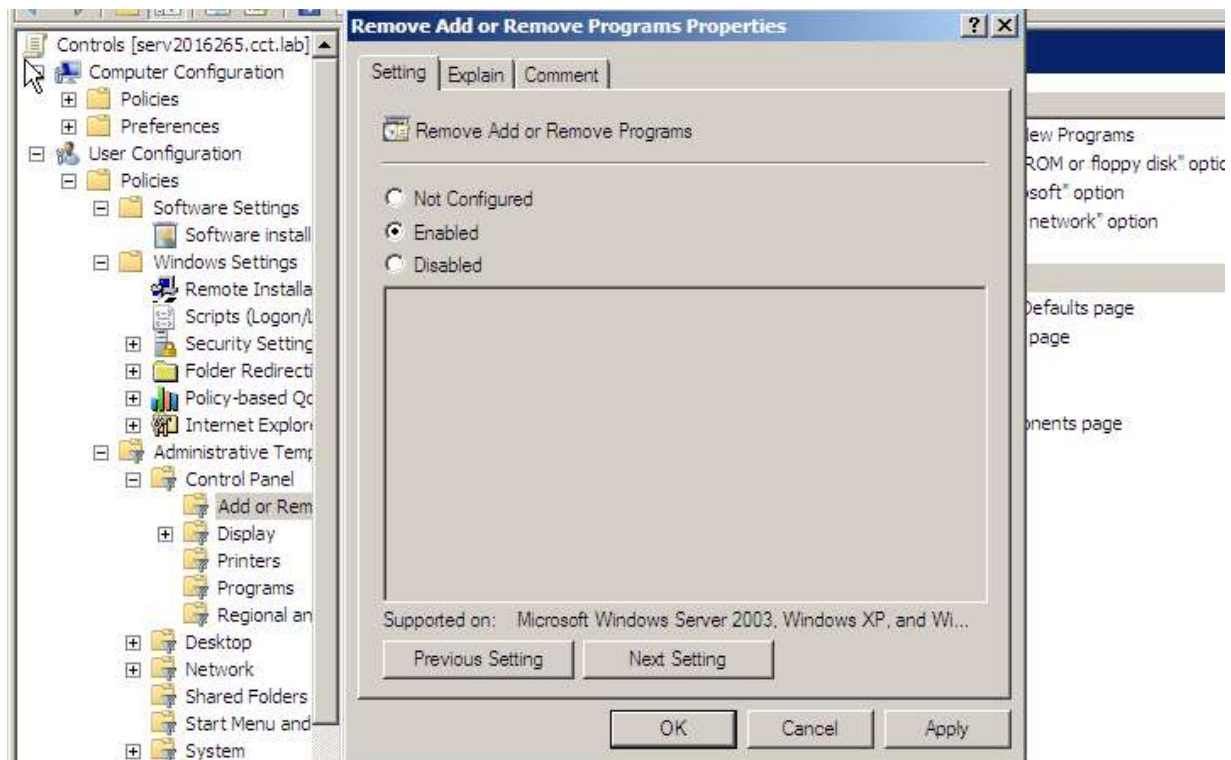 Controls [serv2016265.cct.lab]
Computer Configuration
Policies
Preferences
User Configuration
Policies
Software Settings
Software install
Windows Settings
Remote Installa
Scripts (Logon/L
Security Setting
Folder Redirecti
Policy-based Qo
Internet Explor
Administrative Temp
Control Panel
Add or Rem
Display
Printers
Programs
Regional an
Desktop
Network
Shared Folders
Start Menu and
System
Remove Add or Remove Programs Properties
Setting Explain Comment
Remove Add or Remove Programs
Not Configured
Enabled
Disabled
Supported on: Microsoft Windows Server 2003, Windows XP, and Wi...
Previous Setting Next Setting
OK Cancel Apply
ew Programs
ROM or floppy disk" optio
osoft" option
network" option
Defaults page
page
onents page